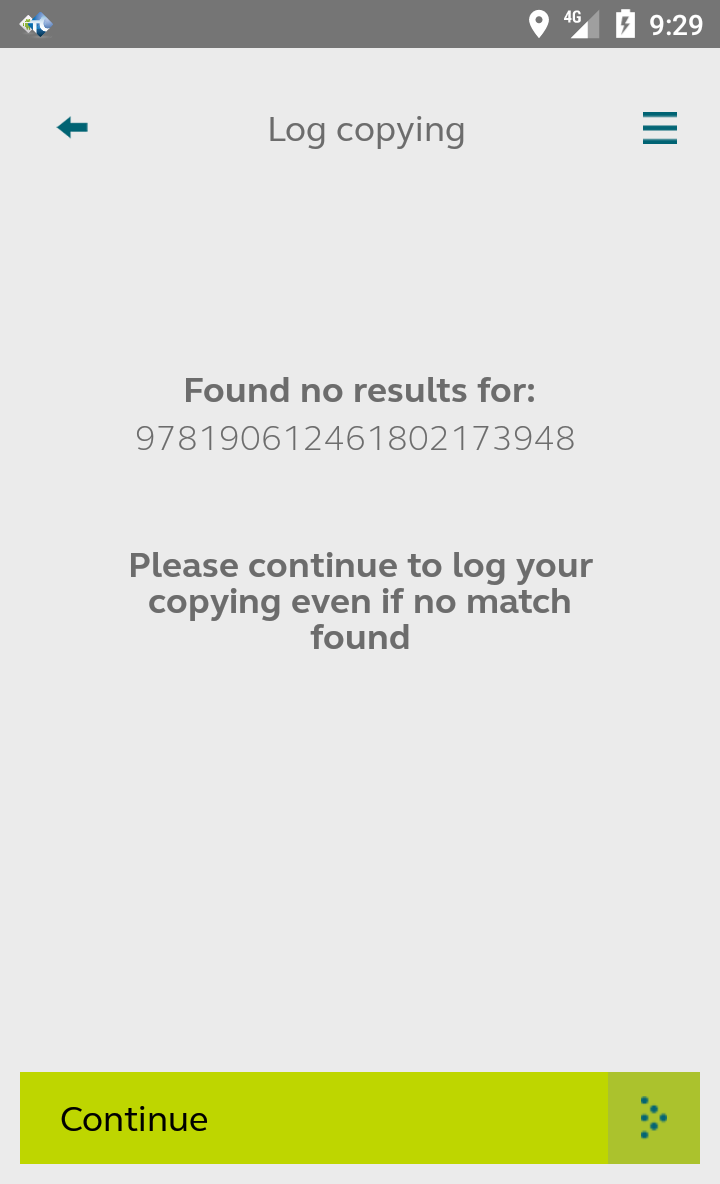 4G 9:29
Log copying
Found no results for:
978190612461802173948
Please continue to log your
copying even if no match
found
Continue